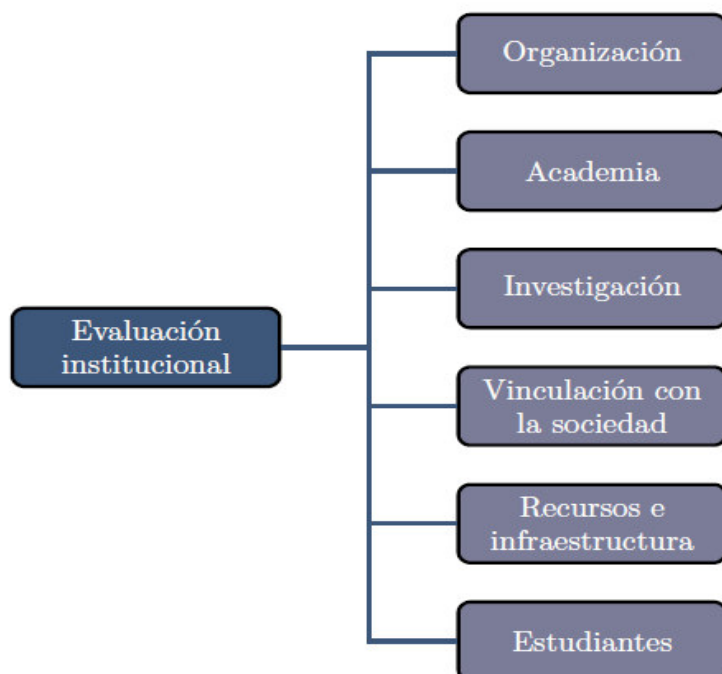 Organización
Academia
Investigación
Evaluación
institucional
Vinculación con
la sociedad
Recursos e
infraestructura
Estudiantes